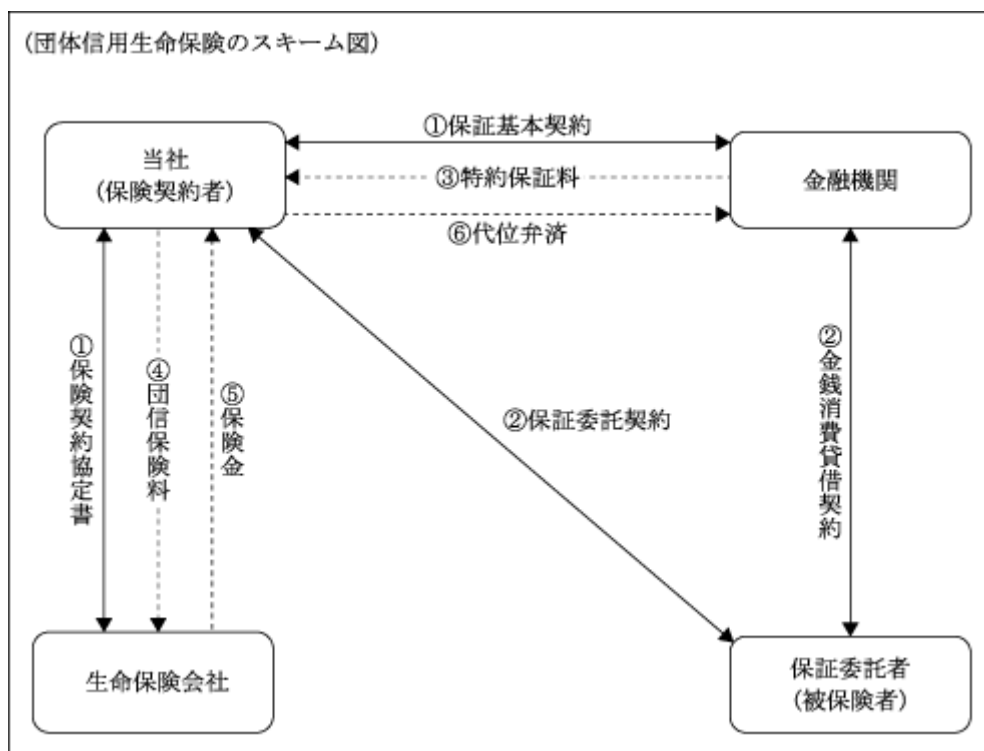 (団体信用生命保険のスキーム図)
①保証基本契約
当社
(保険契約者)
③特約保証料
金融機関
⑥代位弁済
①保険契約協定書
④団信保険料
⑤保険金
②保証委託契約
②金銭消費貸借契約
生命保険会社
保証委託者
(被保険者)